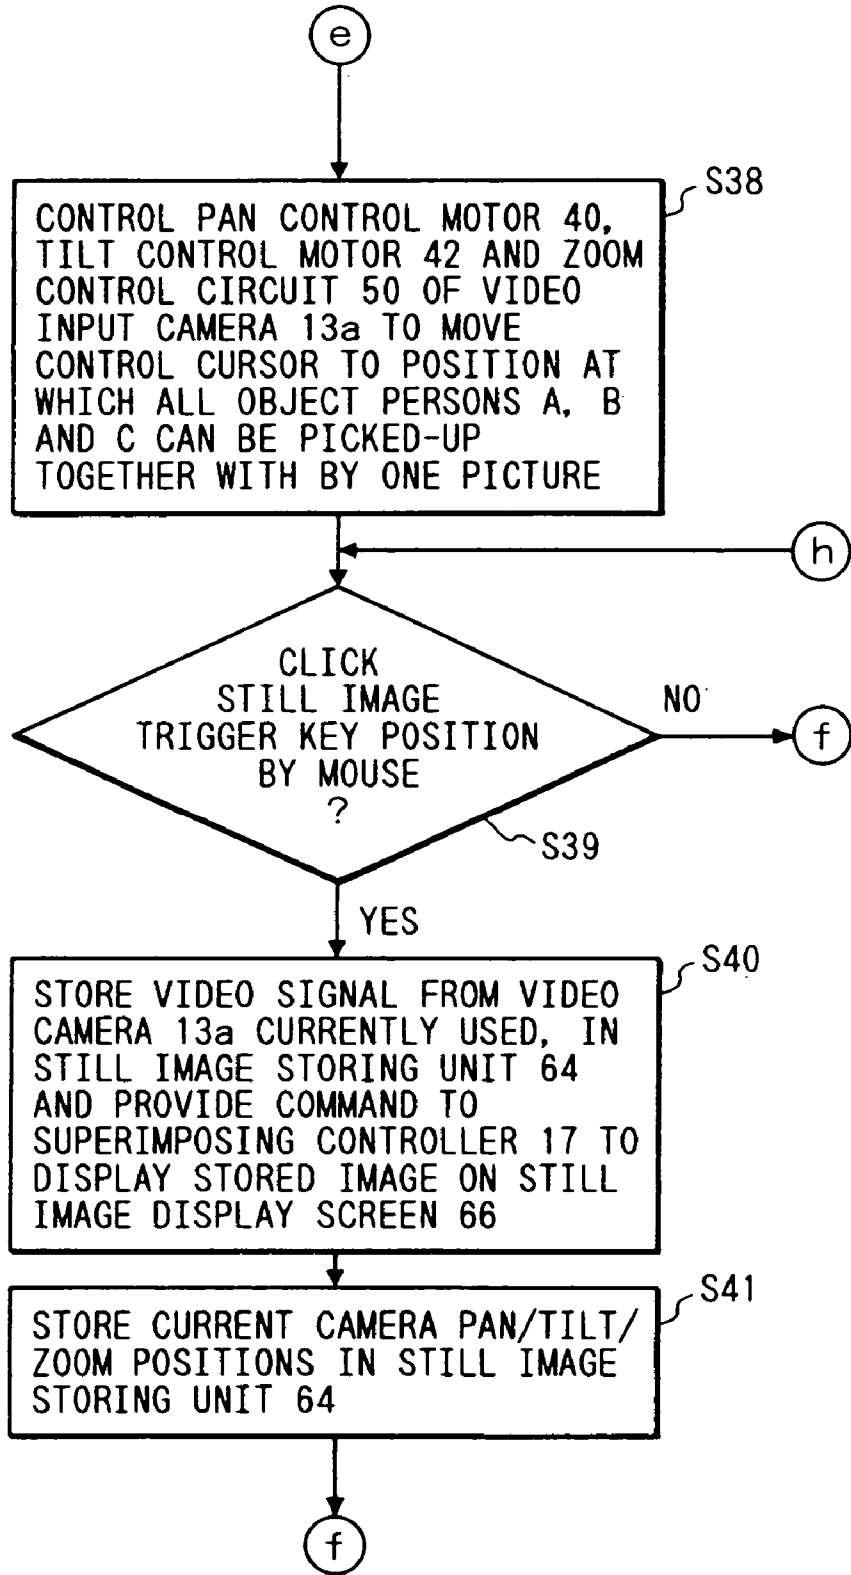 e
S38
CONTROL PAN CONTROL MOTOR 40,
TILT CONTROL MOTOR 42 AND ZOOM
CONTROL CIRCUIT 50 OF VIDEO
INPUT CAMERA 13a TO MOVE
CONTROL CURSOR TO POSITION AT
WHICH ALL OBJECT PERSONS A, B
AND C CAN BE PICKED-UP
TOGETHER WITH BY ONE PICTURE
h
CLICK
STILL IMAGE
TRIGGER KEY POSITION
BY MOUSE
?
NO
f
S39
YES
S40
STORE VIDEO SIGNAL FROM VIDEO
CAMERA 13a CURRENTLY USED, IN
STILL IMAGE STORING UNIT 64
AND PROVIDE COMMAND TO
SUPERIMPOSING CONTROLLER 17 TO
DISPLAY STORED IMAGE ON STILL
IMAGE DISPLAY SCREEN 66
S41
STORE CURRENT CAMERA PAN/TILT/
ZOOM POSITIONS IN STILL IMAGE
STORING UNIT 64
f